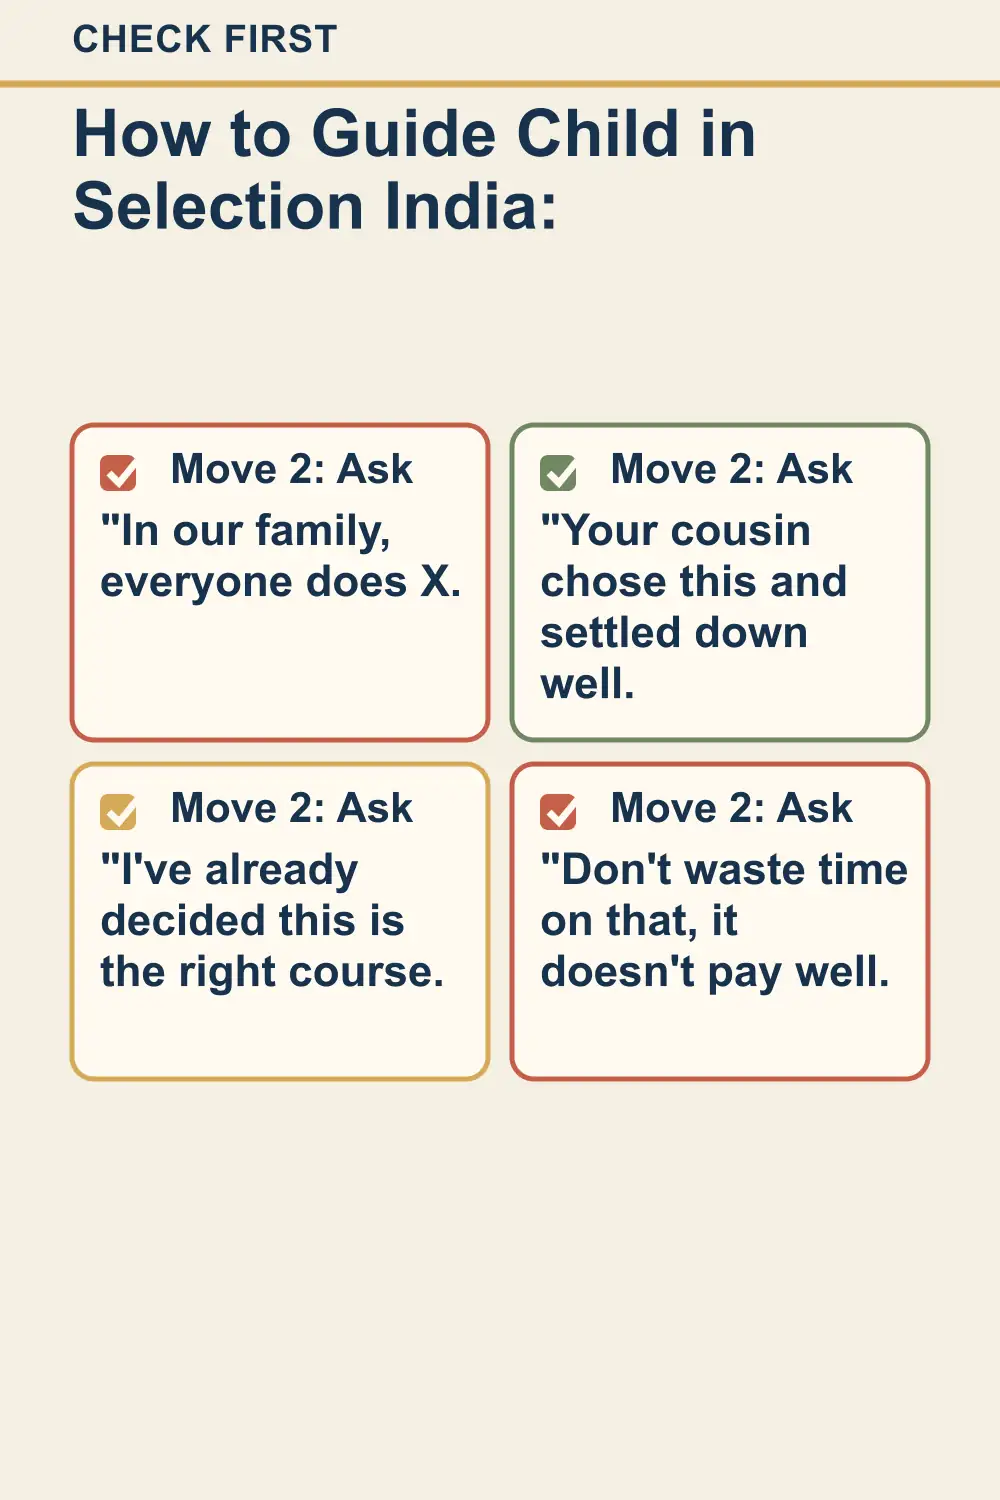 CHECK FIRST
How to Guide Child in
Selection India:
Move 2: Ask
"In our family,
everyone does X.
Move 2: Ask
"Your cousin
chose this and
settled down
well.
Move 2: Ask
"I've already
decided this is
the right course.
Move 2: Ask
"Don't waste time
on that, it
doesn't pay well.